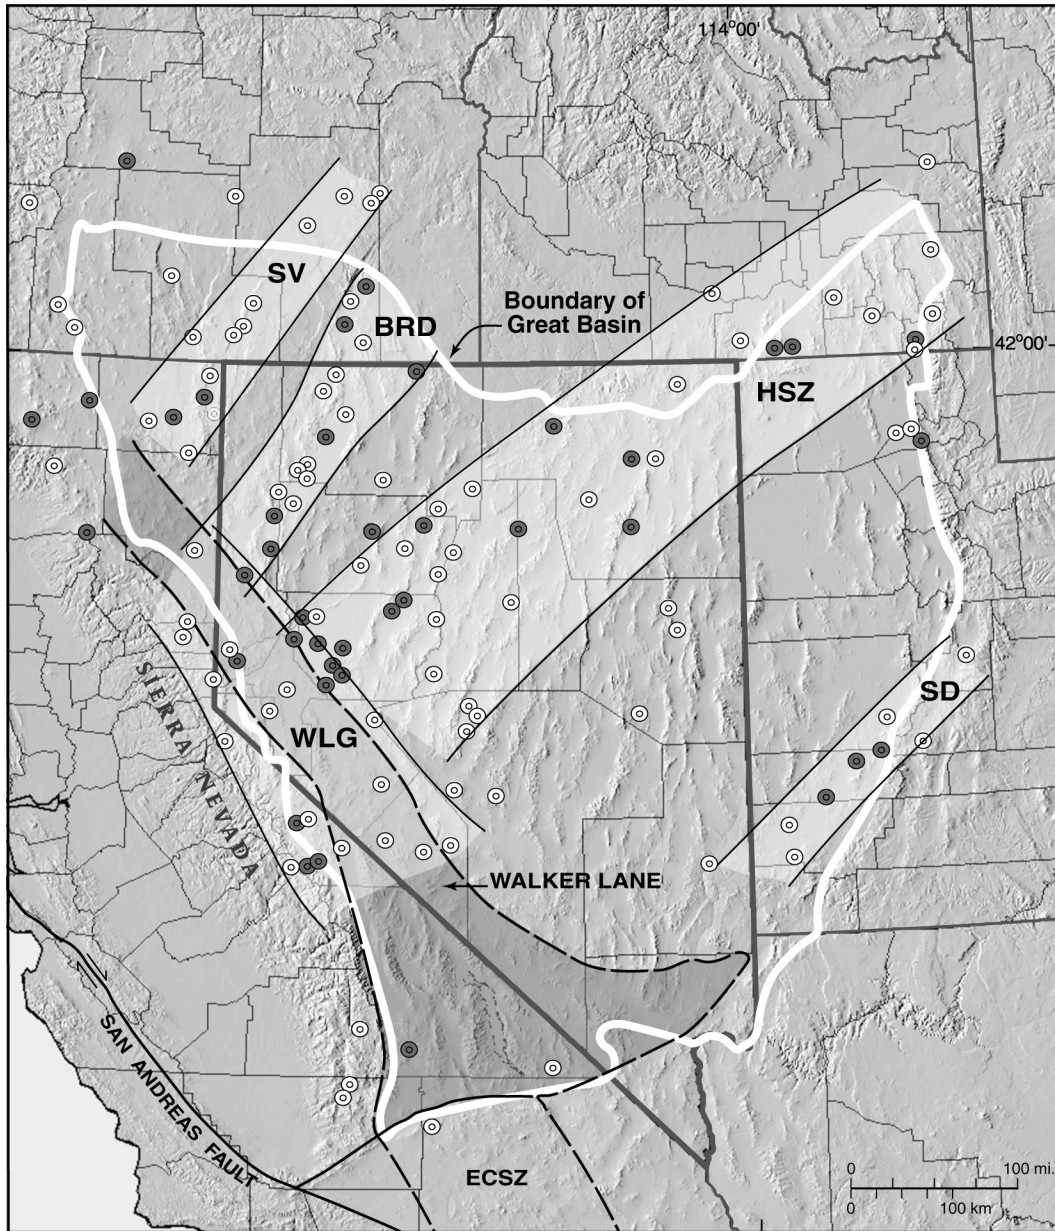 114°00'
SV
BRD
Boundary of
Great Basin
42°00'
HSZ
SIERRA NEVADA
WLG
SD
WALKER LANE
SAN ANDREAS FAULT
ECSZ
0 100 mi.
0 100 km